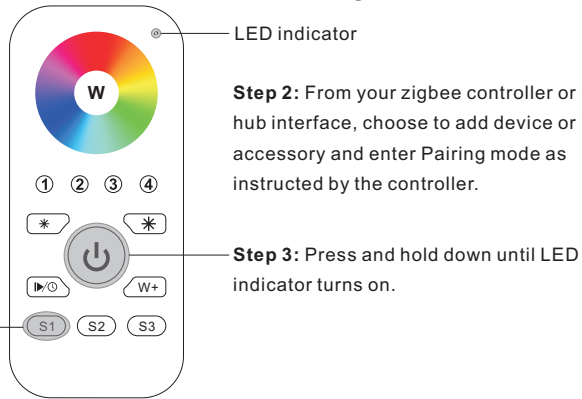 LED indicator
W
Step 2: From your zigbee controller or
hub interface, choose to add device or
accessory and enter Pairing mode as
instructed by the controller.
1 2 3 4
Step 3: Press and hold down until LED
indicator turns on.
W+
S1 S2 S3